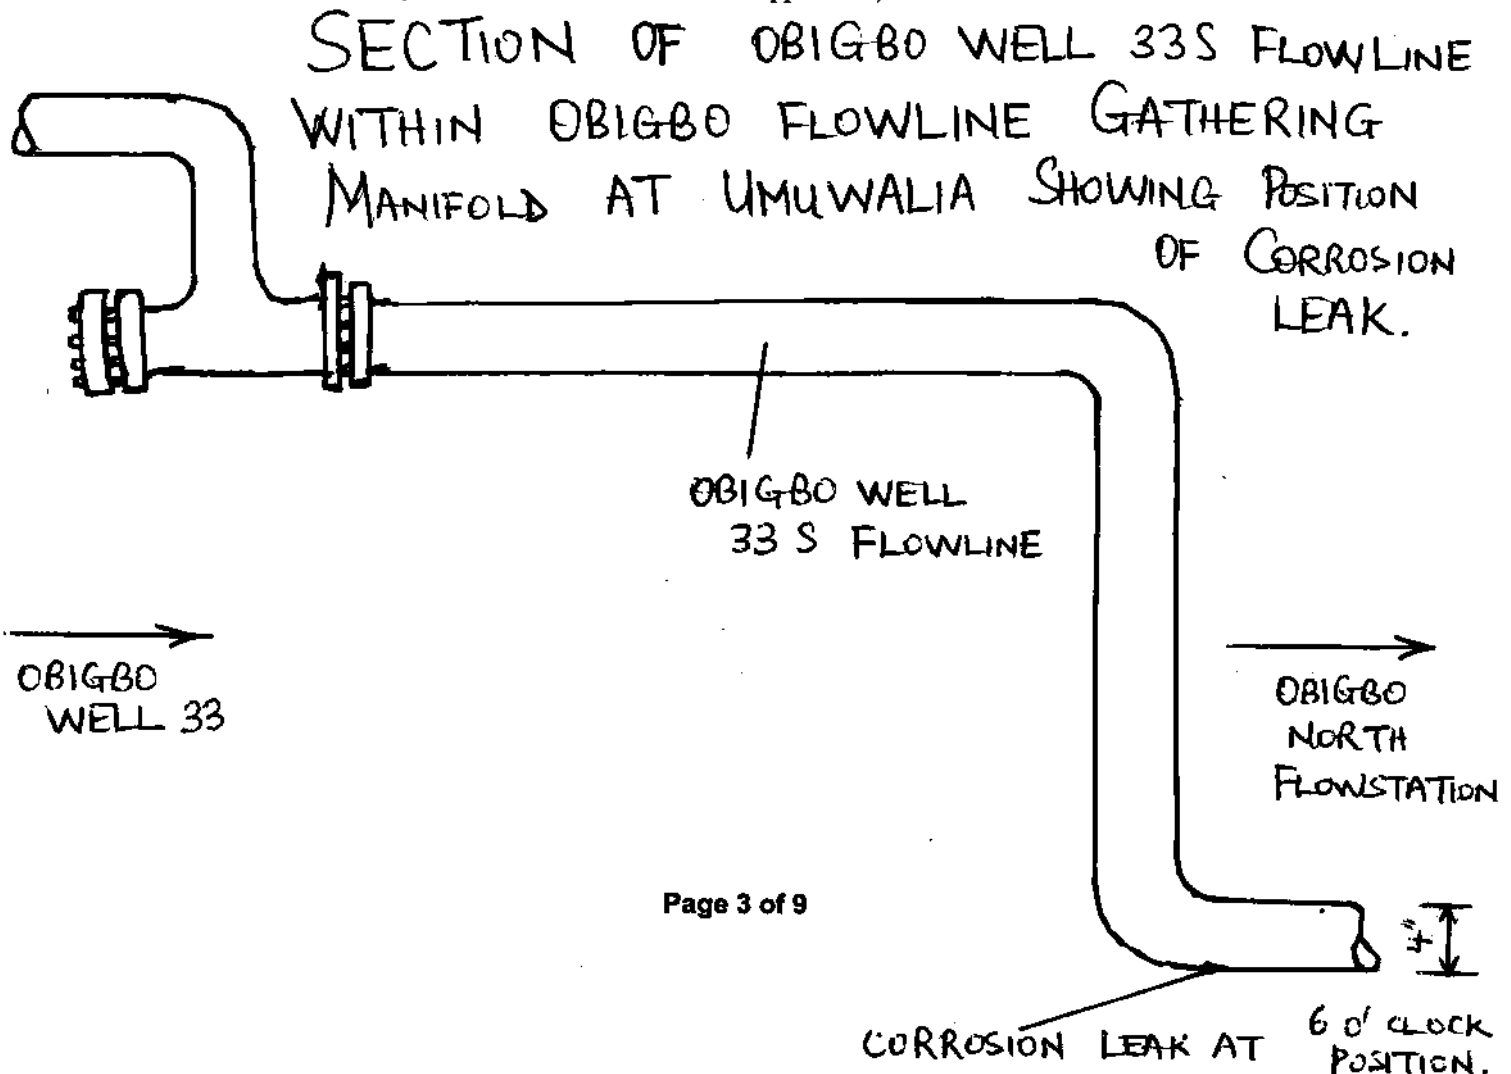 SECTION OF OBIGBO WELL 33S FLOWLINE
WITHIN OBIGBO FLOWLINE GATHERING
MANIFOLD AT UMUWALIA SHOWING POSITION
OF CORROSION
LEAK.
OBIGBO WELL
33 S FLOWLINE
OBIGBO
WELL 33
OBIGBO
NORTH
FLOWSTATION
Page 3 of 9
4"
CORROSION LEAK AT 6 O' CLOCK
POSITION.